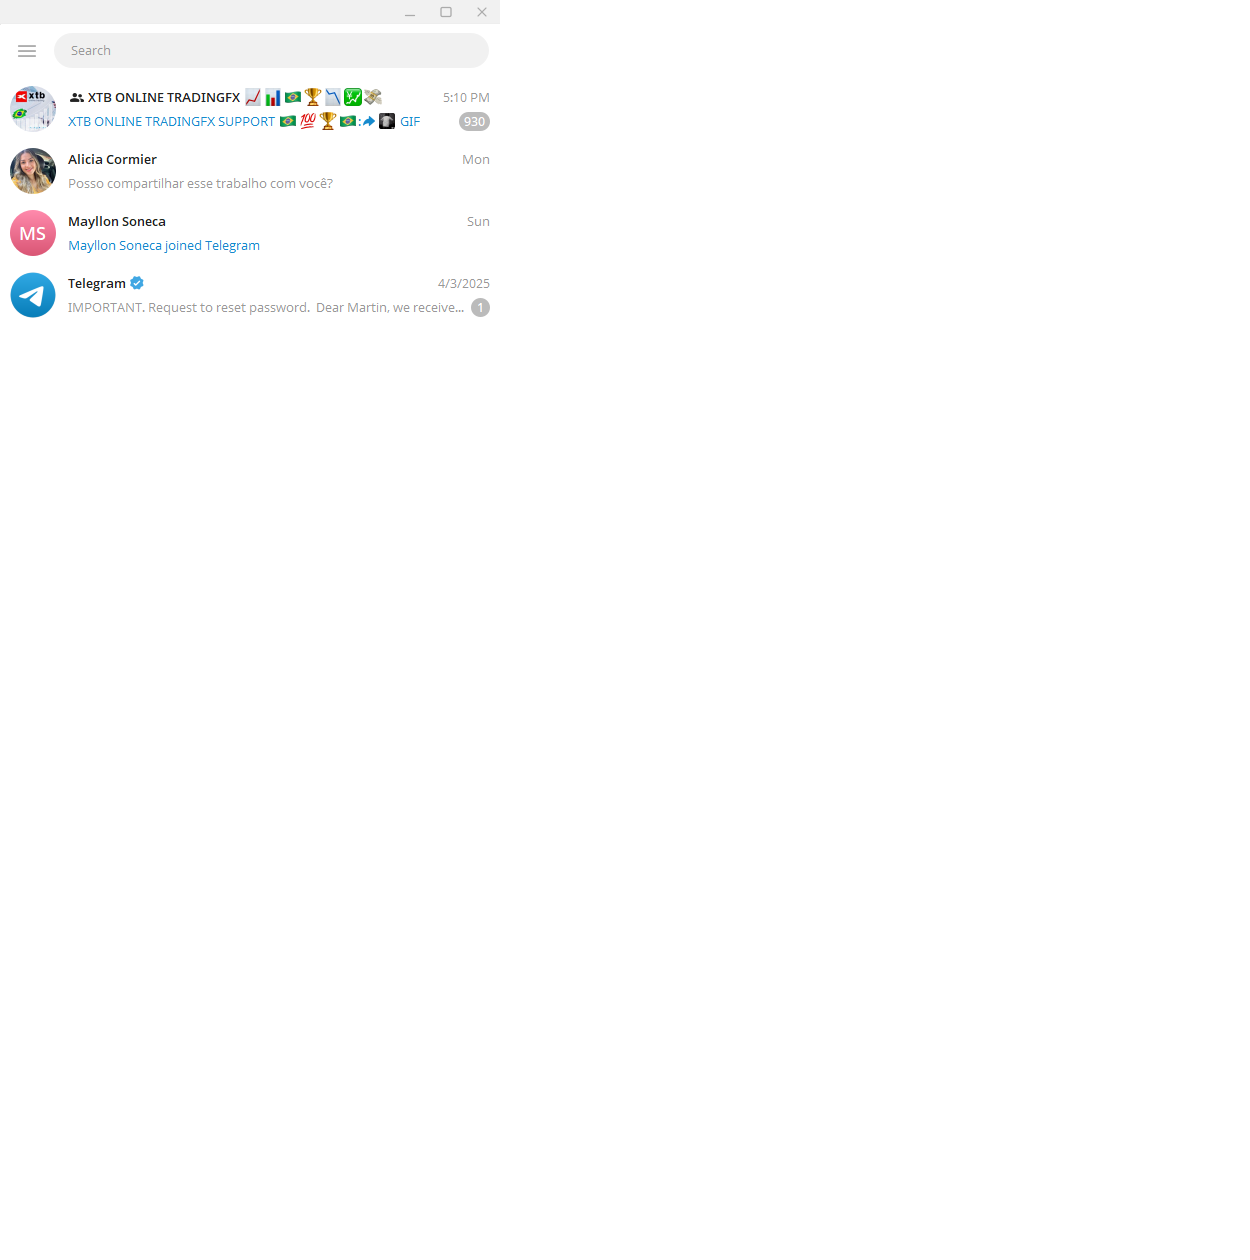 Search
xtb
XTB ONLINE TRADINGFX 📈📊🇧🇷🏆📉💹💸 5:10 PM
XTB ONLINE TRADINGFX SUPPORT 🇧🇷💯🏆🇧🇷: GIF 930
Alicia Cormier Mon
Posso compartilhar esse trabalho com você?
MS
Mayllon Soneca Sun
Mayllon Soneca joined Telegram
Telegram 4/3/2025
IMPORTANT. Request to reset password. Dear Martin, we receive... 1